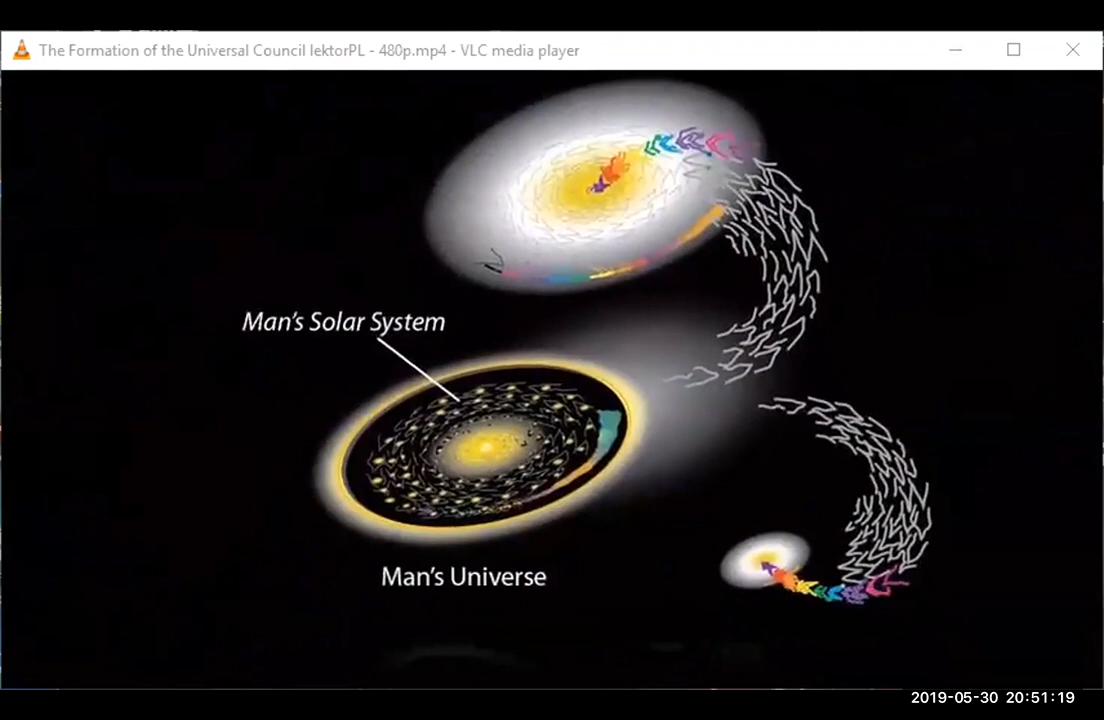 The Formation of the Universal Council lektorPL - 480p.mp4 - VLC media player
Man's Solar System
Man's Universe
2019-05-30 20:51:19